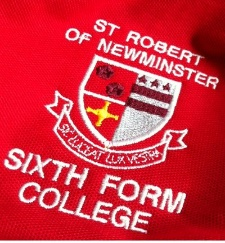 ST ROBERT
OF NEWMINSTER
SIC LUCEAT LUX VESTRA
SIXTH FORM
COLLEGE